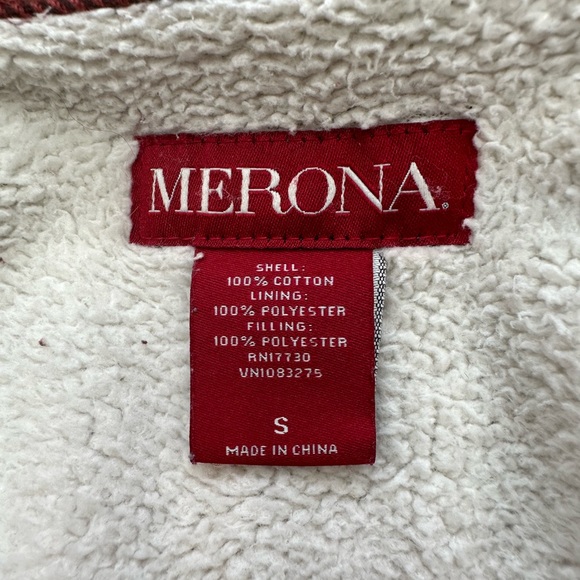 MERONA®
SHELL:
100% COTTON
LINING:
100% POLYESTER
FILLING:
100% POLYESTER
RN17730
VN1083275
S
MADE IN CHINA